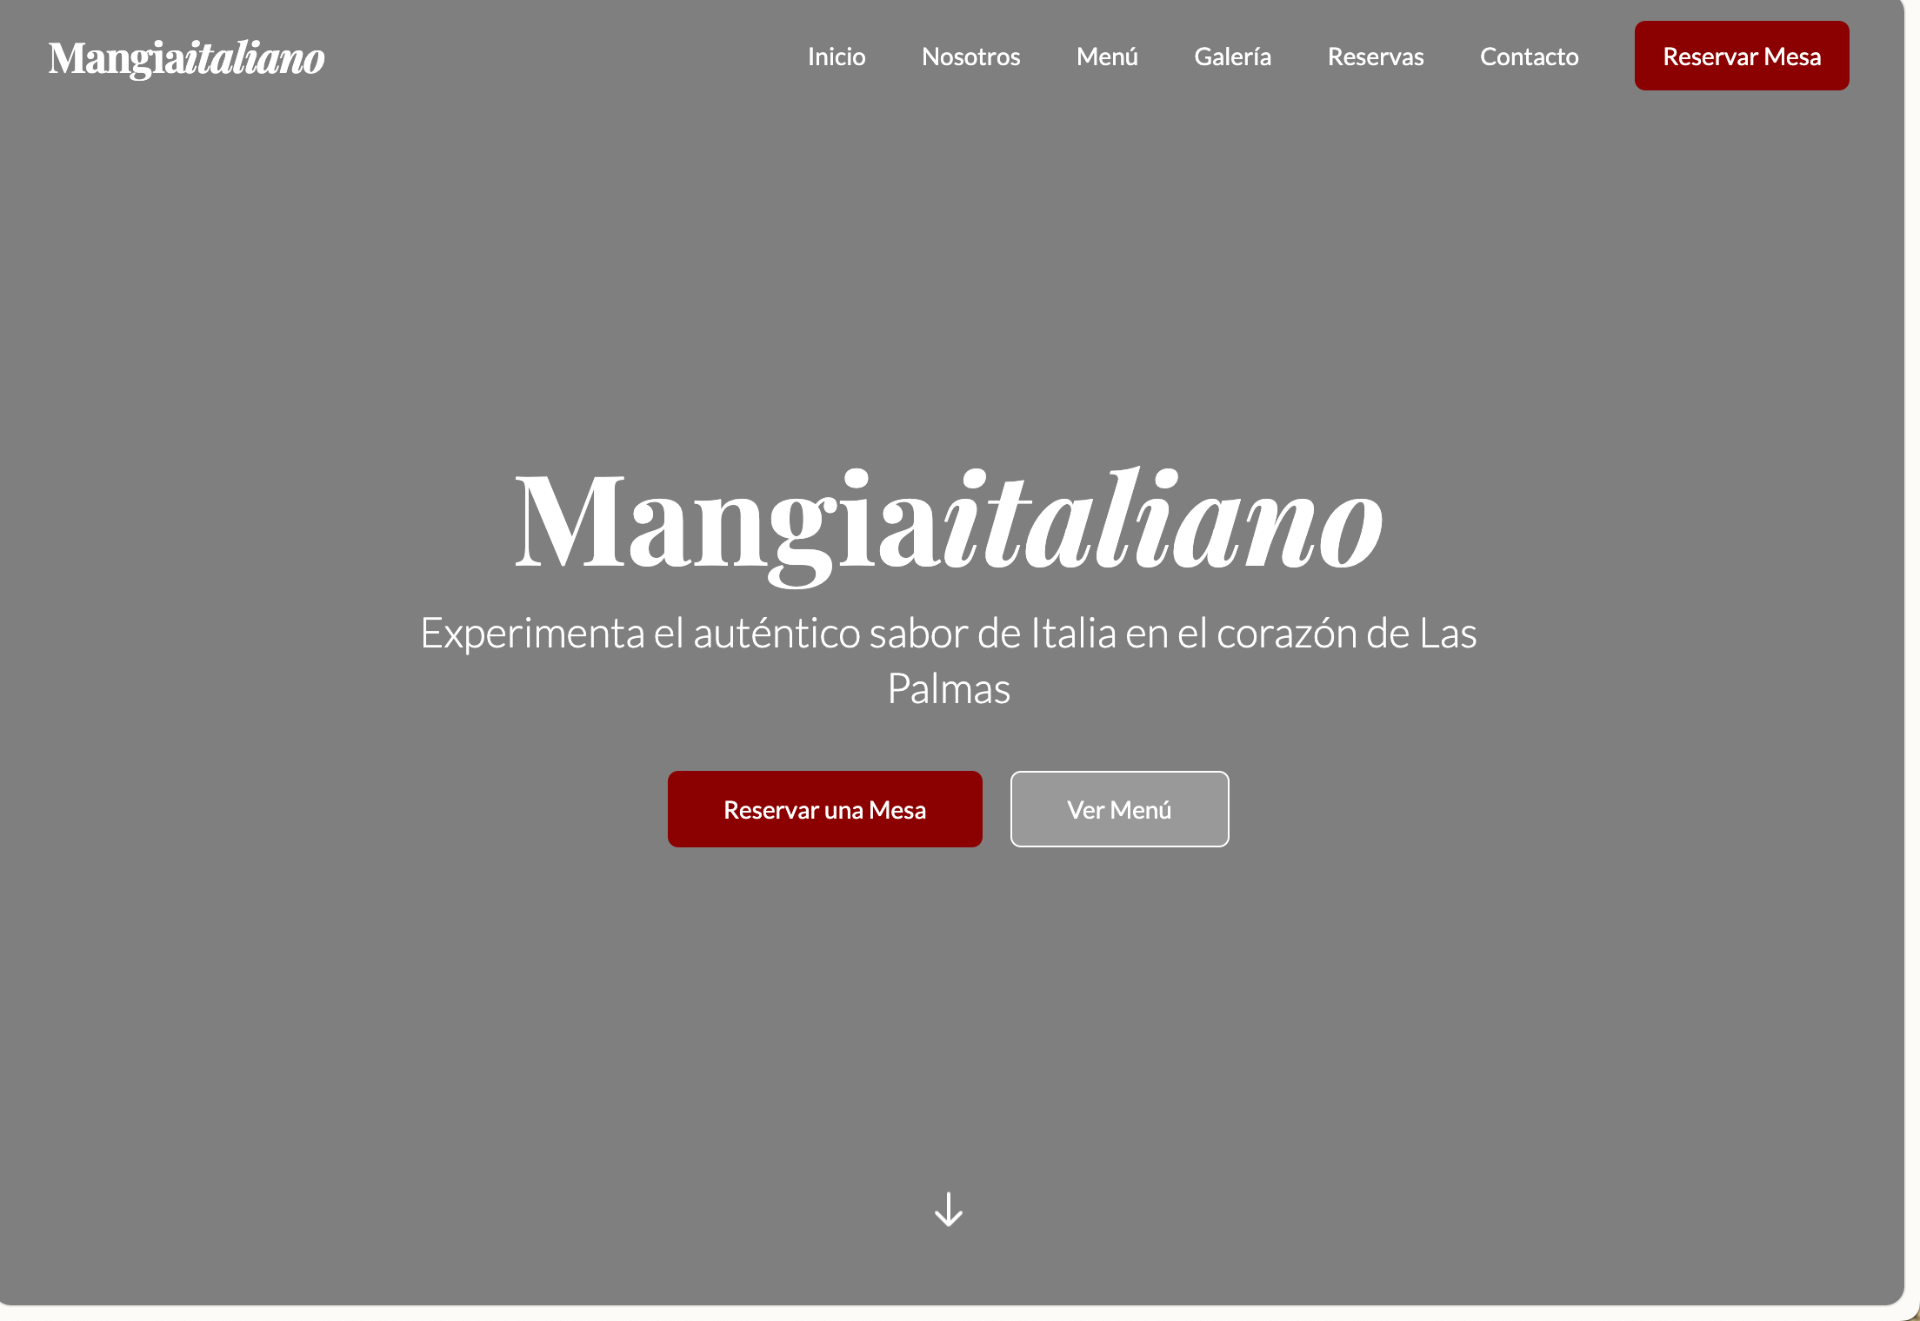 Mangiaitaliano
Inicio Nosotros Menú Galería Reservas Contacto Reservar Mesa
Mangiaitaliano
Experimenta el auténtico sabor de Italia en el corazón de Las
Palmas
Reservar una Mesa Ver Menú